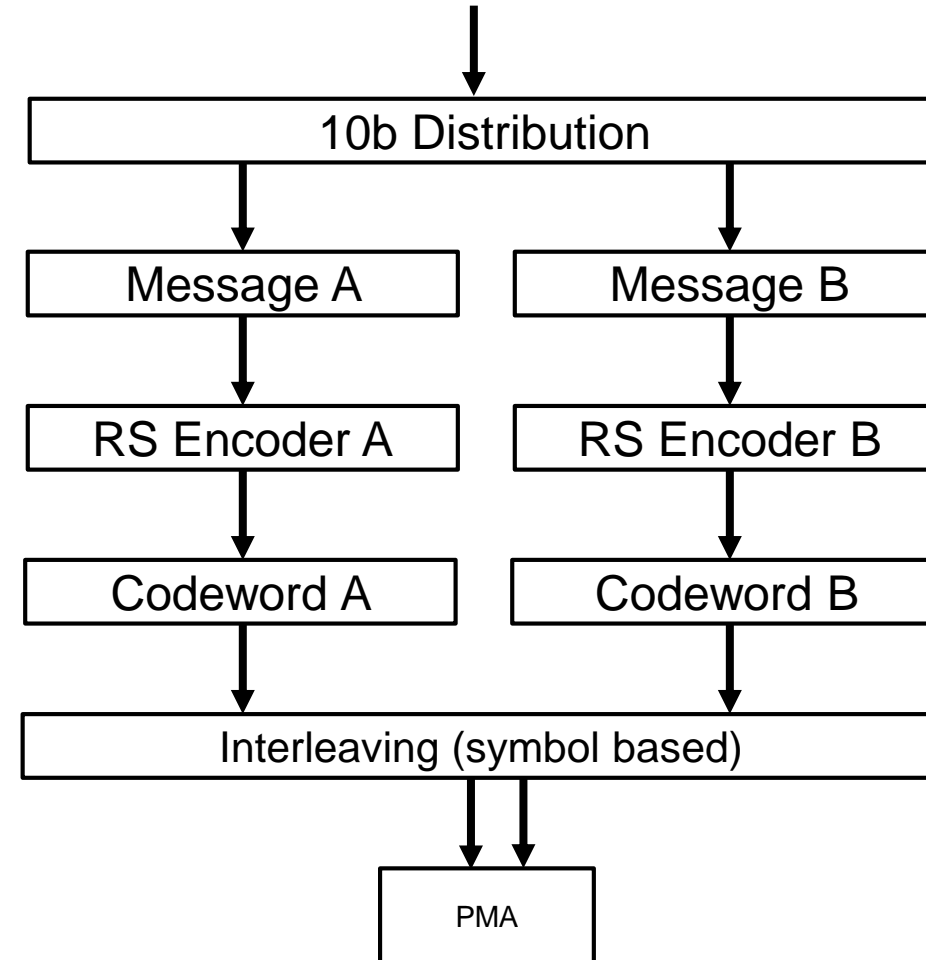 10b Distribution
Message A
Message B
RS Encoder A
RS Encoder B
Codeword A
Codeword B
Interleaving (symbol based)
PMA